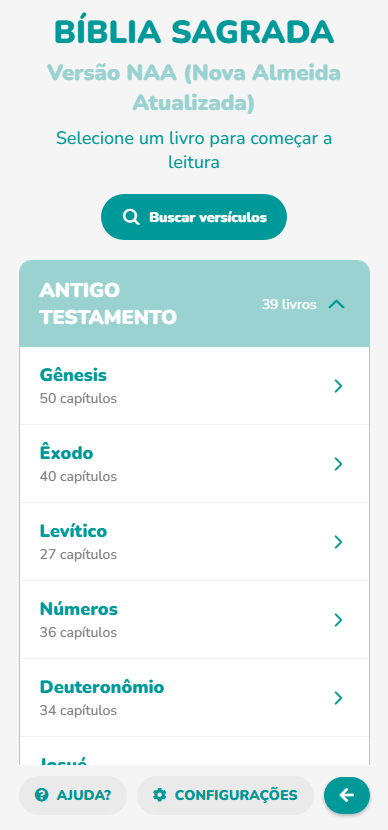 BÍBLIA SAGRADA
Versão NAA (Nova Almeida
Atualizada)
Selecione um livro para começar a
leitura
Buscar versículos
ANTIGO
TESTAMENTO
39 livros
Gênesis
50 capítulos
Êxodo
40 capítulos
Levítico
27 capítulos
Números
36 capítulos
Deuteronômio
34 capítulos
Josué
AJUDA?
CONFIGURAÇÕES